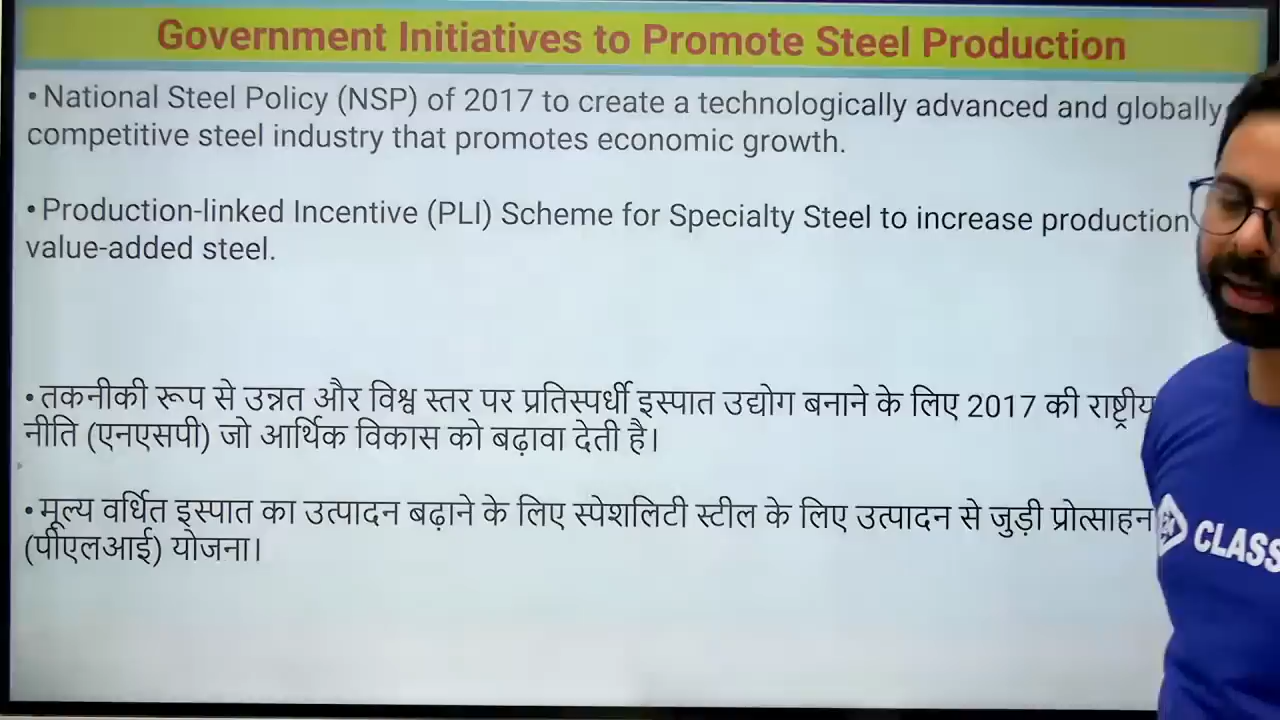 Government Initiatives to Promote Steel Production
• National Steel Policy (NSP) of 2017 to create a technologically advanced and globally
competitive steel industry that promotes economic growth.
• Production-linked Incentive (PLI) Scheme for Specialty Steel to increase production
value-added steel.
• तकनीकी रूप से उन्नत और विश्व स्तर पर प्रतिस्पर्धी इस्पात उद्योग बनाने के लिए 2017 की राष्ट्रीय
नीति (एनएसपी) जो आर्थिक विकास को बढ़ावा देती है।
• मूल्य वर्धित इस्पात का उत्पादन बढ़ाने के लिए स्पेशलिटी स्टील के लिए उत्पादन से जुड़ी प्रोत्साहन
(पीएलआई) योजना।
CLASS